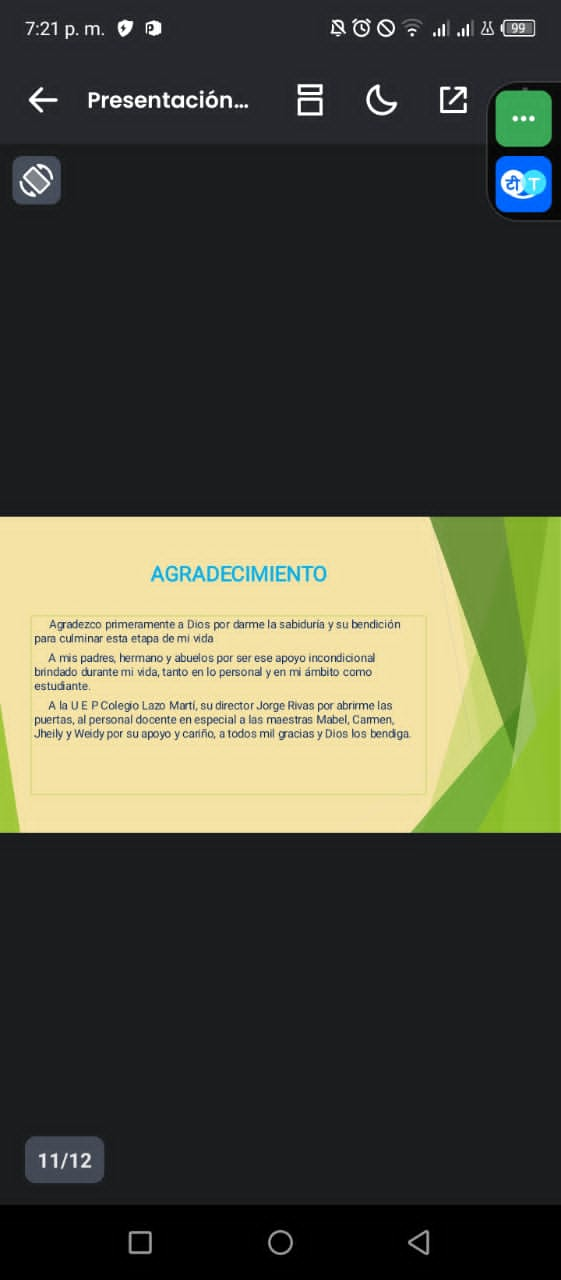 7:21 p. m.
99
Presentación...
टी T
AGRADECIMIENTO
Agradezco primeramente a Dios por darme la sabiduría y su bendición
para culminar esta etapa de mi vida
A mis padres, hermano y abuelos por ser ese apoyo incondicional
brindado durante mi vida, tanto en lo personal y en mi ámbito como
estudiante.
A la U E P Colegio Lazo Martí, su director Jorge Rivas por abrirme las
puertas, al personal docente en especial a las maestras Mabel, Carmen,
Jheily y Weidy por su apoyo y cariño, a todos mil gracias y Dios los bendiga.
11/12